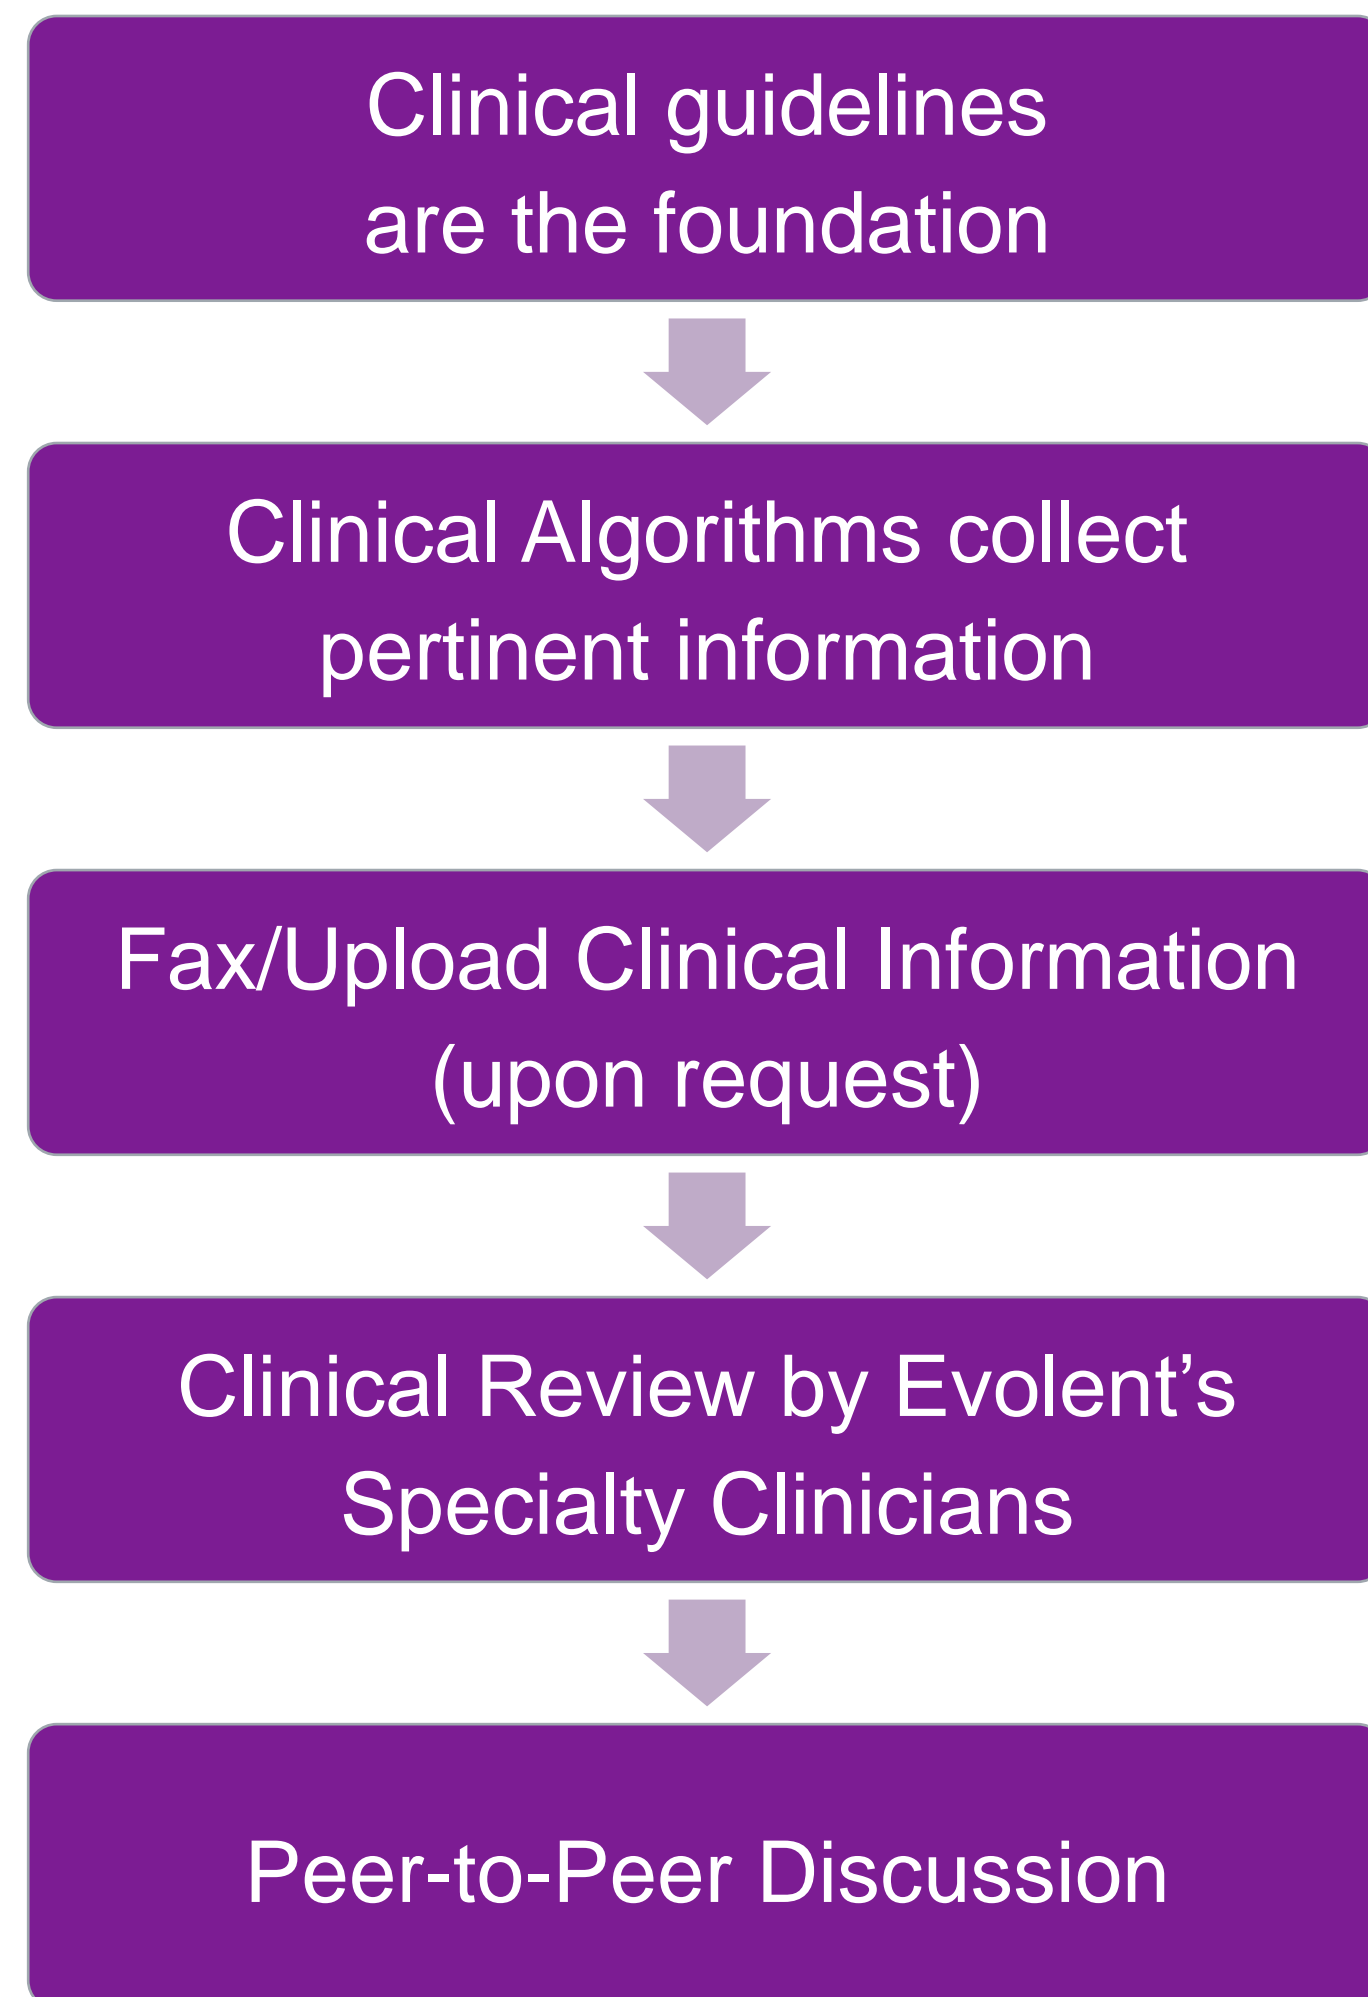 Clinical guidelines
are the foundation
Clinical Algorithms collect
pertinent information
Fax/Upload Clinical Information
(upon request)
Clinical Review by Evolent’s
Specialty Clinicians
Peer-to-Peer Discussion